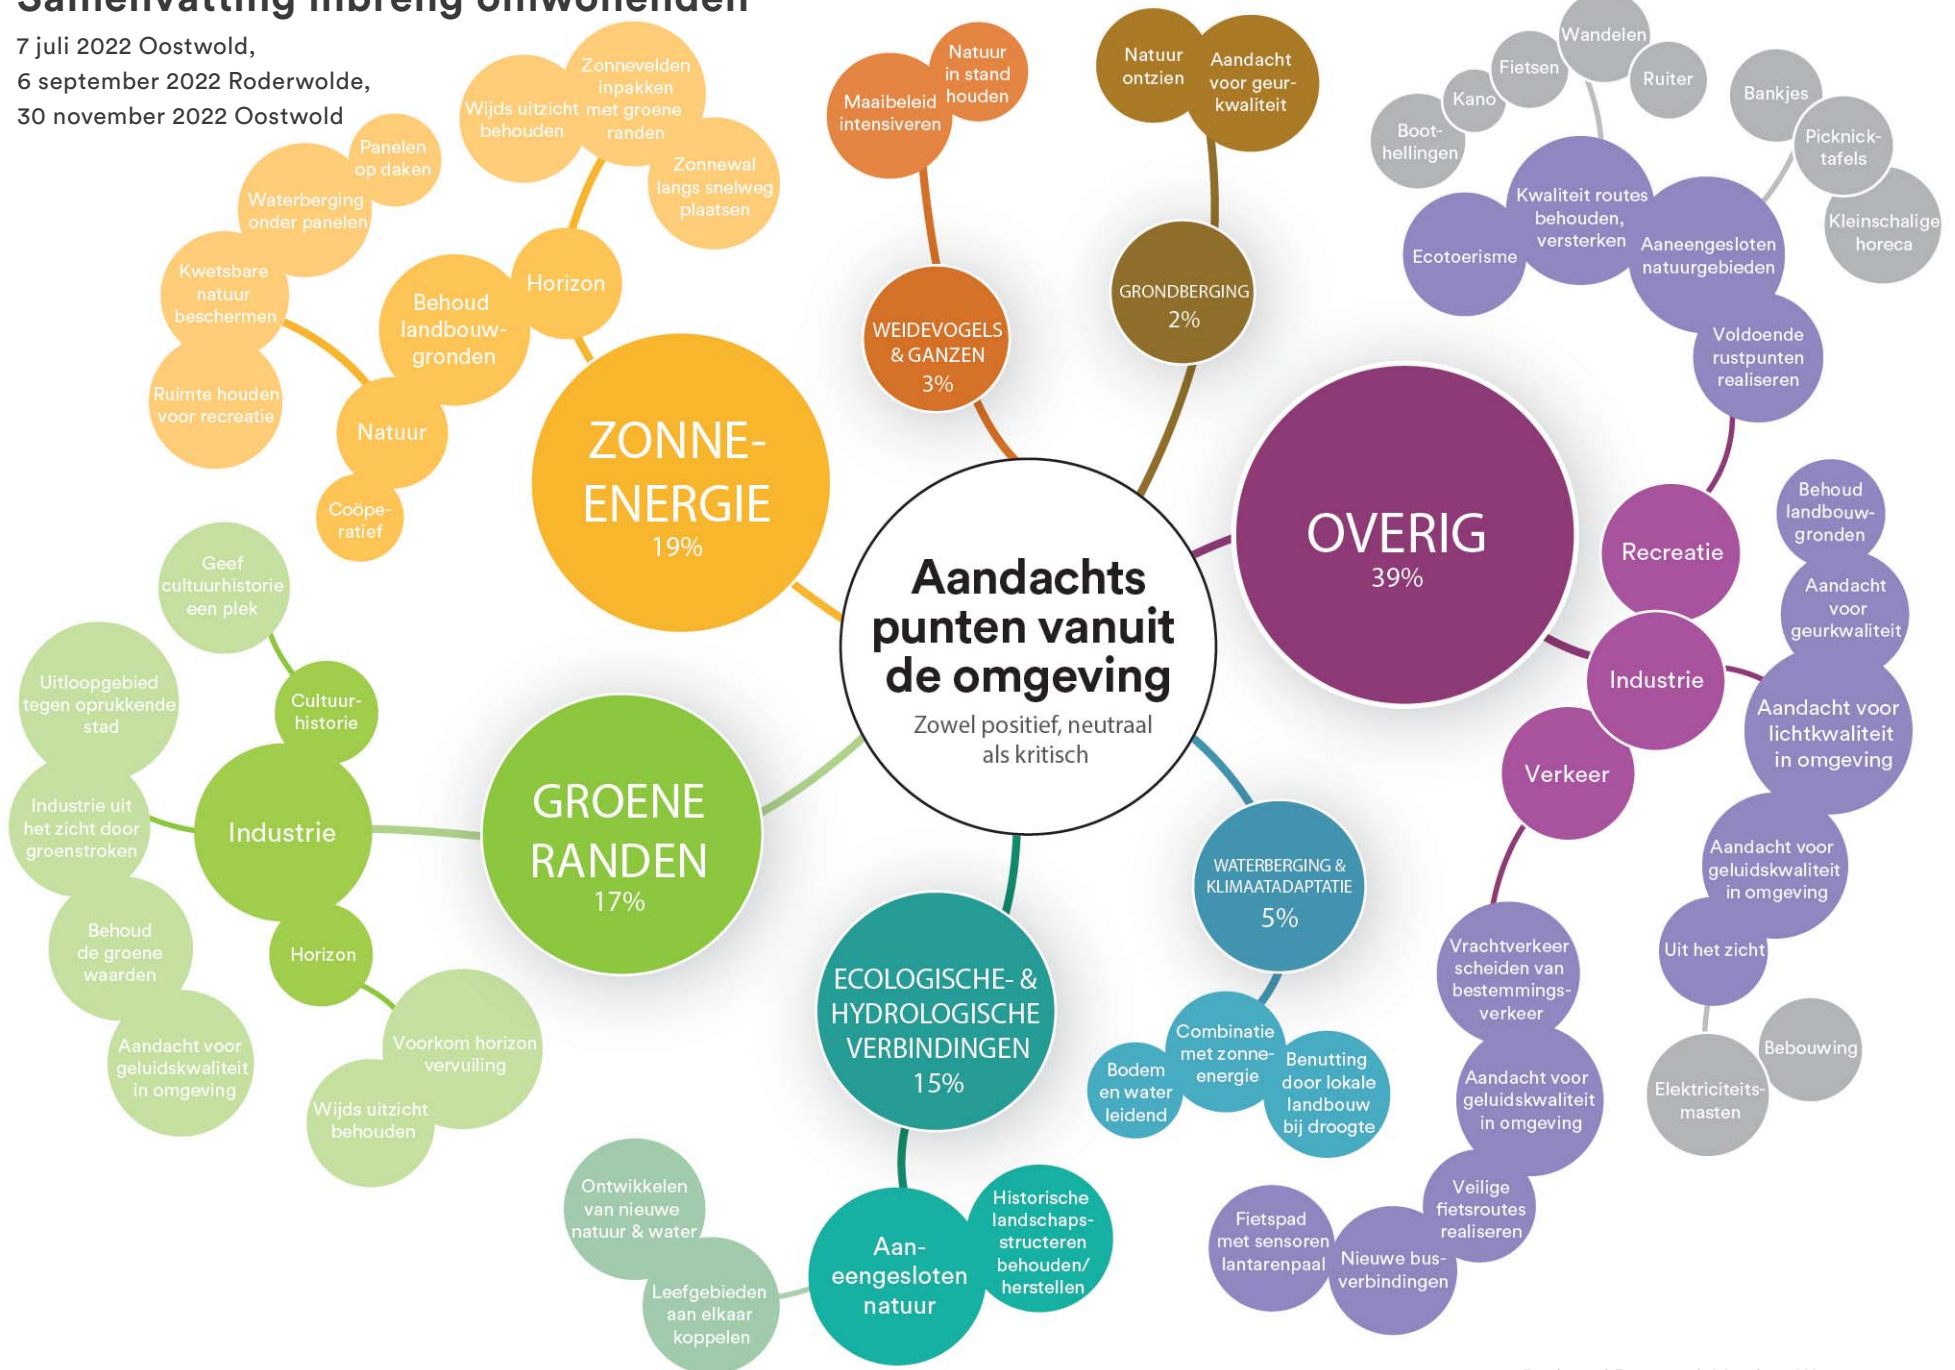 Samenvatting inbreng omwonenden
7 juli 2022 Oostwold,
6 september 2022 Roderwolde,
30 november 2022 Oostwold
Aandachts
punten vanuit
de omgeving
Zowel positief, neutraal
als kritisch
ZONNE-
ENERGIE
19%
Horizon
Behoud
landbouw-
gronden
Natuur
Coöpe-
ratief
Wijds uitzicht
behouden
Zonnevelden
inpakken
met groene
randen
Zonnewal
langs snelweg
plaatsen
Panelen
op daken
Waterberging
onder panelen
Kwetsbare
natuur
beschermen
Ruimte houden
voor recreatie
WEIDEVOGELS
& GANZEN
3%
Maaibeleid
intensiveren
Natuur
in stand
houden
GRONDBERGING
2%
Natuur
ontzien
Aandacht
voor geur-
kwaliteit
OVERIG
39%
Recreatie
Industrie
Verkeer
Ecotoerisme
Kwaliteit routes
behouden,
versterken
Aaneengesloten
natuurgebieden
Voldoende
rustpunten
realiseren
Boot-
hellingen
Kano
Fietsen
Wandelen
Ruiter
Bankjes
Picknick-
tafels
Kleinschalige
horeca
Behoud
landbouw-
gronden
Aandacht
voor
geurkwaliteit
Aandacht voor
lichtkwaliteit
in omgeving
Aandacht voor
geluidskwaliteit
in omgeving
Uit het zicht
Elektriciteits-
masten
Bebouwing
Vrachtverkeer
scheiden van
bestemmings-
verkeer
Aandacht voor
geluidskwaliteit
in omgeving
Veilige
fietsroutes
realiseren
Nieuwe bus-
verbindingen
Fietspad
met sensoren
lantarenpaal
WATERBERGING &
KLIMAATADAPTATIE
5%
Bodem
en water
leidend
Combinatie
met zonne-
energie
Benutting
door lokale
landbouw
bij droogte
ECOLOGISCHE- &
HYDROLOGISCHE
VERBINDINGEN
15%
Aan-
eengesloten
natuur
Historische
landschaps-
structeren
behouden/
herstellen
Ontwikkelen
van nieuwe
natuur & water
Leefgebieden
aan elkaar
koppelen
GROENE
RANDEN
17%
Cultuur-
historie
Industrie
Horizon
Geef
cultuurhistorie
een plek
Uitloopgebied
tegen oprukkende
stad
Industrie uit
het zicht door
groenstroken
Behoud
de groene
waarden
Aandacht voor
geluidskwaliteit
in omgeving
Voorkom horizon
vervuiling
Wijds uitzicht
behouden